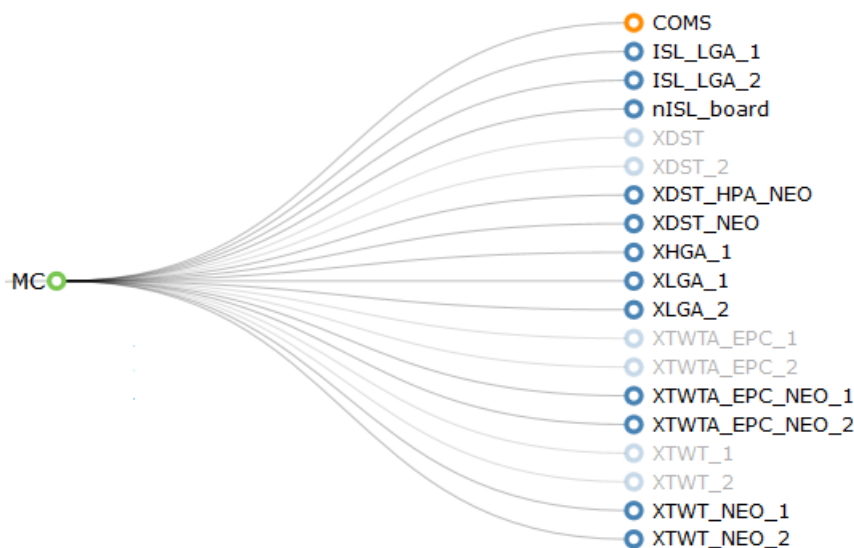 COMS
ISL_LGA_1
ISL_LGA_2
nISL_board
XDST
XDST_2
XDST_HPA_NEO
XDST_NEO
XHGA_1
MC
XLGA_1
XLGA_2
XTWTA_EPC_1
XTWTA_EPC_2
XTWTA_EPC_NEO_1
XTWTA_EPC_NEO_2
XTWT_1
XTWT_2
XTWT_NEO_1
XTWT_NEO_2